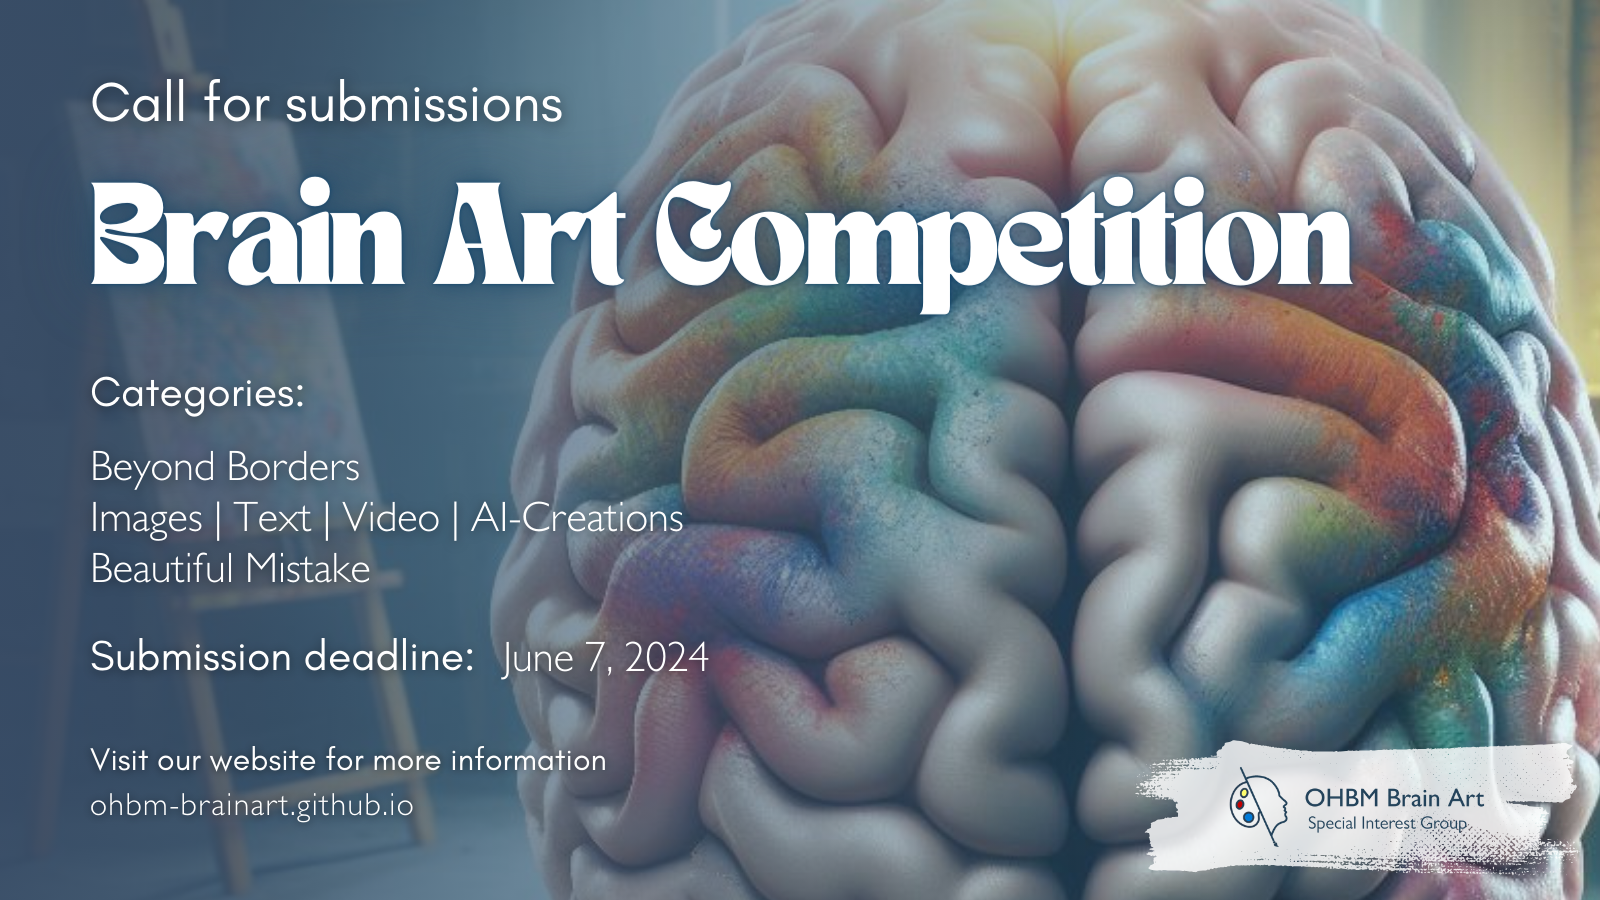 Call for submissions
Brain Art Competition
Categories:
Beyond Borders
Images | Text | Video | AI-Creations
Beautiful Mistake
Submission deadline: June 7, 2024
Visit our website for more information
ohbm-brainart.github.io
OHBM Brain Art
Special Interest Group